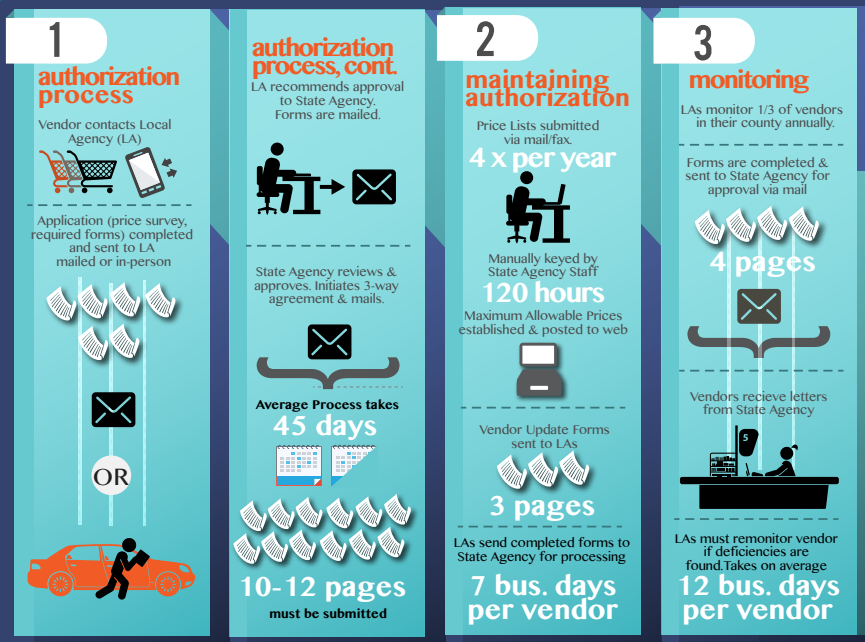 1
authorization
process
Vendor contacts Local
Agency (LA)
Application (price survey,
required forms) completed
and sent to LA
mailed or in-person
OR
authorization
process, cont.
LA recommends approval
to State Agency.
Forms are mailed.
State Agency reviews &
approves. Initiates 3-way
agreement & mails.
Average Process takes
45 days
10-12 pages
must be submitted
2
maintaining
authorization
Price Lists submitted
via mail/fax.
4 x per year
Manually keyed by
State Agency Staff
120 hours
Maximum Allowable Prices
established & posted to web
Vendor Update Forms
sent to LAs
3 pages
LAs send completed forms to
State Agency for processing
7 bus. days
per vendor
3
monitoring
LAs monitor 1/3 of vendors
in their county annually.
Forms are completed &
sent to State Agency for
approval via mail
4 pages
Vendors recieve letters
from State Agency
5
LAs must remonitor vendor
if deficiencies are
found.Takes on average
12 bus. days
per vendor